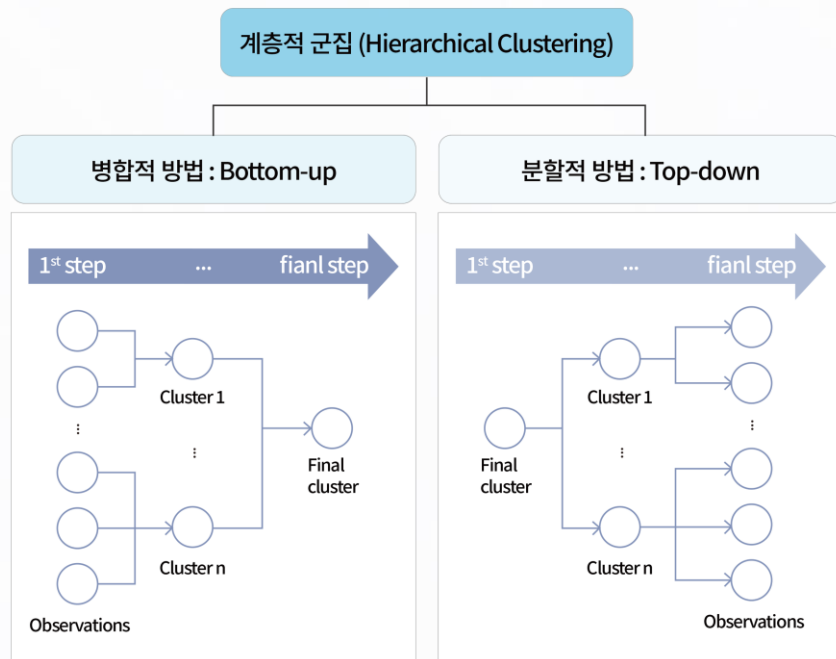 계층적 군집 (Hierarchical Clustering)
병합적 방법 : Bottom-up
분할적 방법 : Top-down
1st step ... fianl step
1st step ... fianl step
Cluster 1
...
...
Final
cluster
Cluster n
Observations
Cluster 1
...
...
Final
cluster
Cluster n
Observations